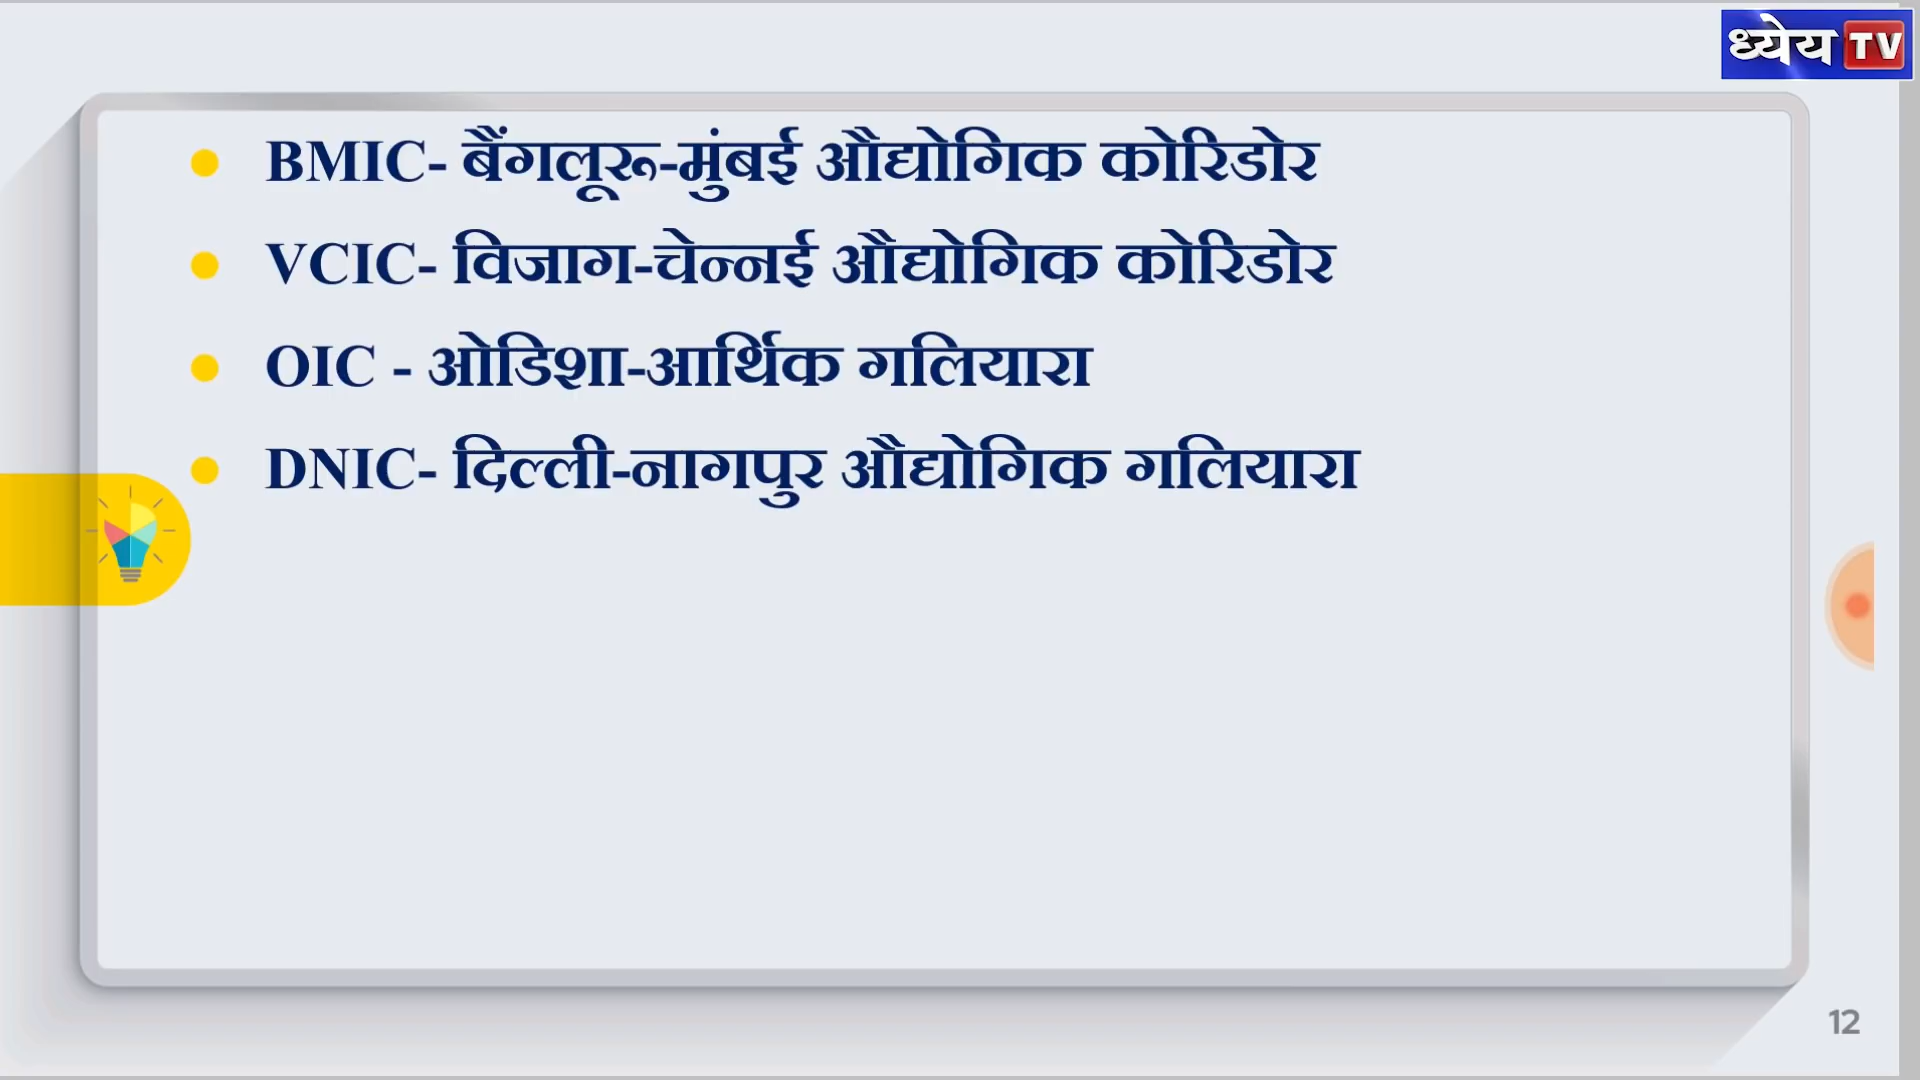 ध्येय TV
• BMIC- बैंगलूरू-मुंबई औद्योगिक कोरिडोर
• VCIC- विजाग-चेन्नई औद्योगिक कोरिडोर
• OIC - ओडिशा-आर्थिक गलियारा
• DNIC- दिल्ली-नागपुर औद्योगिक गलियारा
12